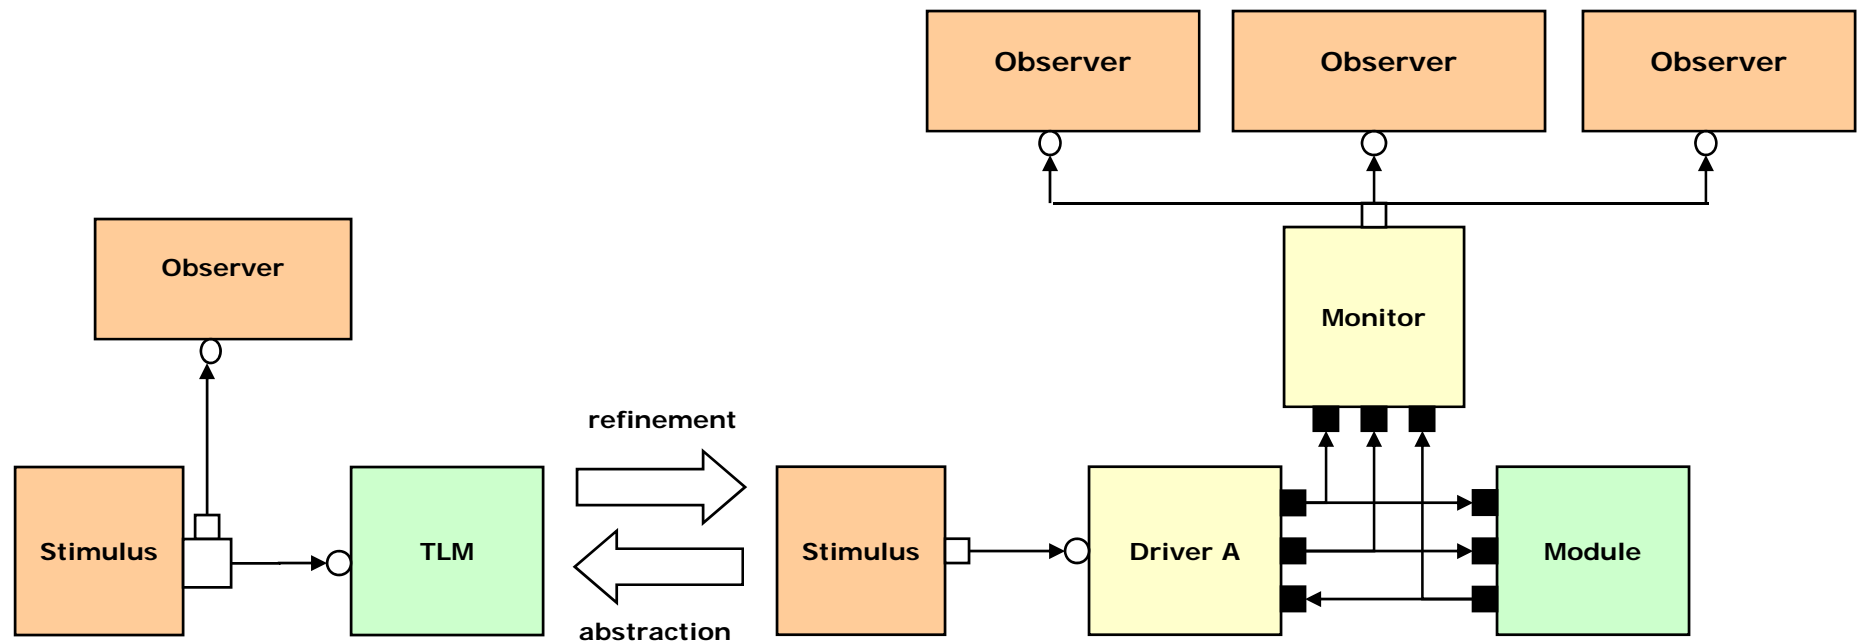 Observer
Observer
Observer
Observer
Monitor
refinement
Stimulus
TLM
Stimulus
Driver A
Module
abstraction